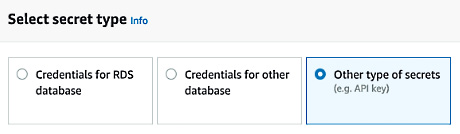 Select secret type Info
Credentials for RDS
database
Credentials for other
database
Other type of secrets
(e.g. API key)